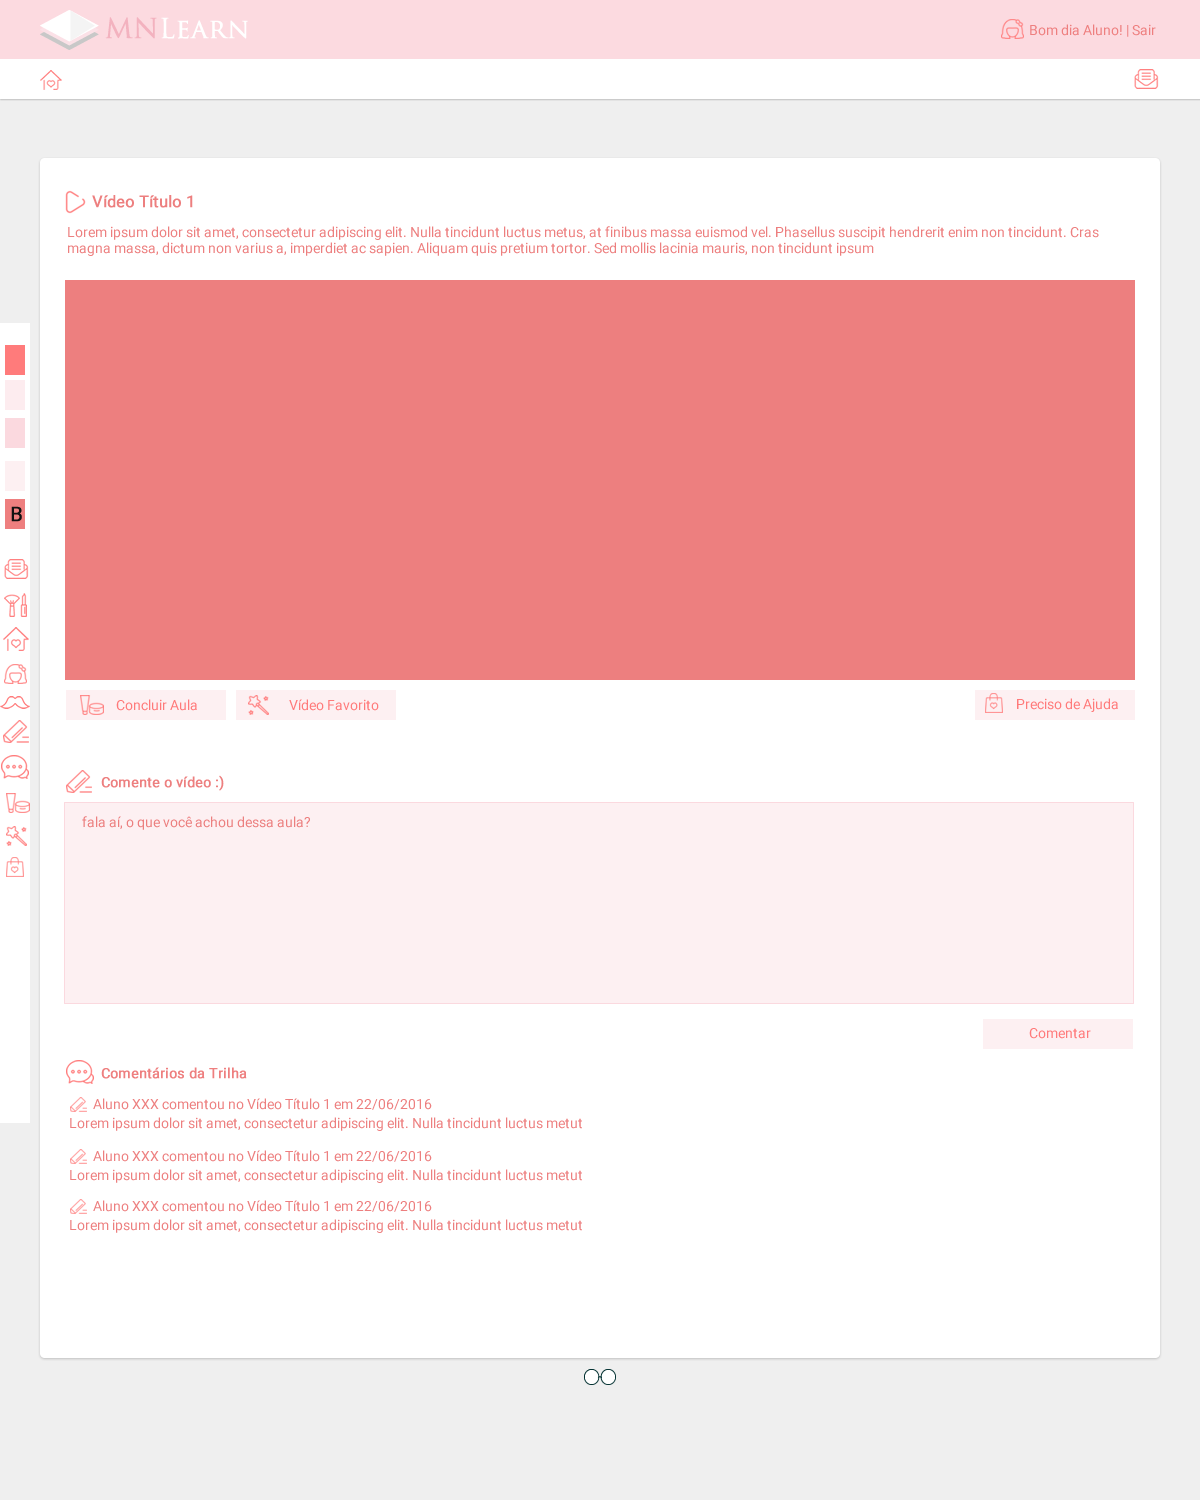 MNLEARN
Bom dia Aluno! | Sair
Vídeo Título 1
Lorem ipsum dolor sit amet, consectetur adipiscing elit. Nulla tincidunt luctus metus, at finibus massa euismod vel. Phasellus suscipit hendrerit enim non tincidunt. Cras
magna massa, dictum non varius a, imperdiet ac sapien. Aliquam quis pretium tortor. Sed mollis lacinia mauris, non tincidunt ipsum
B
Concluir Aula
Vídeo Favorito
Preciso de Ajuda
Comente o vídeo :)
fala aí, o que você achou dessa aula?
Comentar
Comentários da Trilha
Aluno XXX comentou no Vídeo Título 1 em 22/06/2016
Lorem ipsum dolor sit amet, consectetur adipiscing elit. Nulla tincidunt luctus metut
Aluno XXX comentou no Vídeo Título 1 em 22/06/2016
Lorem ipsum dolor sit amet, consectetur adipiscing elit. Nulla tincidunt luctus metut
Aluno XXX comentou no Vídeo Título 1 em 22/06/2016
Lorem ipsum dolor sit amet, consectetur adipiscing elit. Nulla tincidunt luctus metut